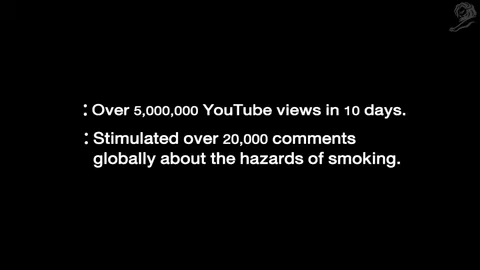 : Over 5,000,000 YouTube views in 10 days.
: Stimulated over 20,000 comments
globally about the hazards of smoking.